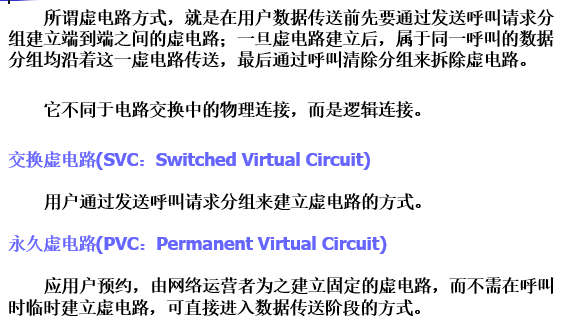 所谓虚电路方式，就是在用户数据传送前先要通过发送呼叫请求分
组建立端到端之间的虚电路；一旦虚电路建立后，属于同一呼叫的数据
分组均沿着这一虚电路传送，最后通过呼叫清除分组来拆除虚电路。
它不同于电路交换中的物理连接，而是逻辑连接。
交换虚电路(SVC：Switched Virtual Circuit)
用户通过发送呼叫请求分组来建立虚电路的方式。
永久虚电路(PVC：Permanent Virtual Circuit)
应用户预约，由网络运营者为之建立固定的虚电路，而不需在呼叫
时临时建立虚电路，可直接进入数据传送阶段的方式。